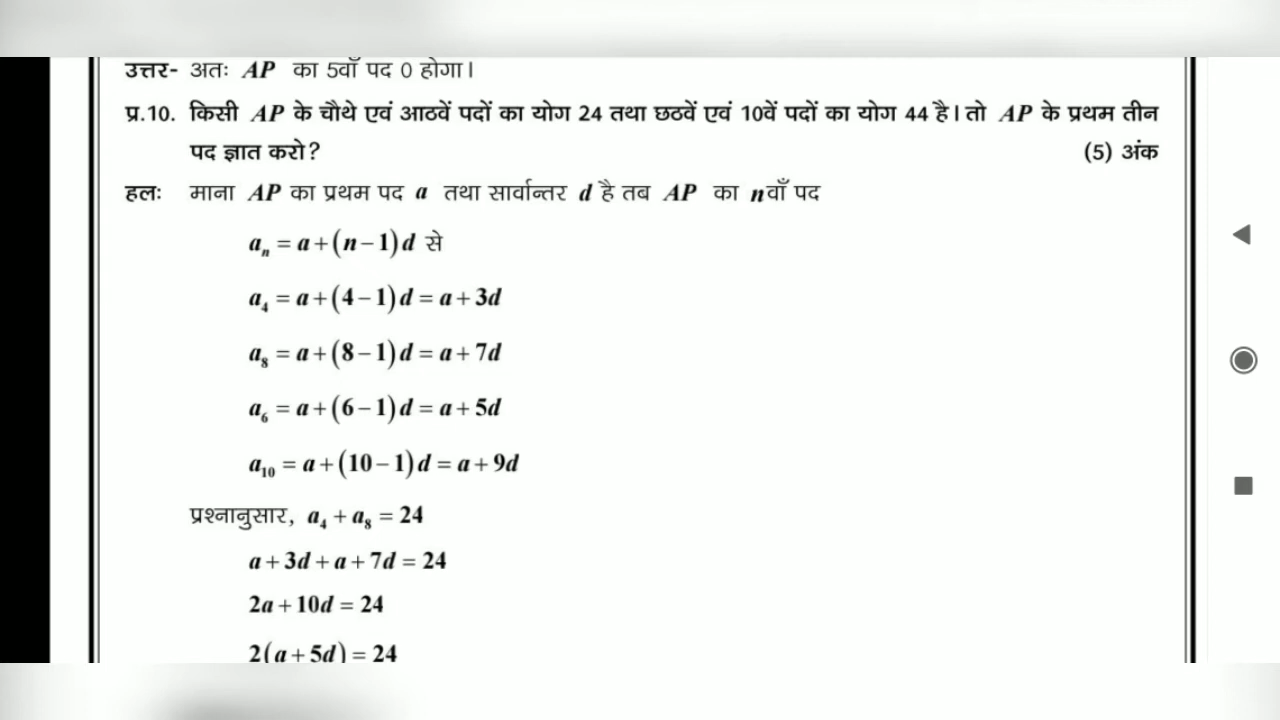 उत्तर- अतः AP का 5वाँ पद 0 होगा।
प्र.10. किसी AP के चौथे एवं आठवें पदों का योग 24 तथा छठवें एवं 10वें पदों का योग 44 है। तो AP के प्रथम तीन
पद ज्ञात करो? (5) अंक
हलः माना AP का प्रथम पद a तथा सार्वान्तर d है तब AP का nवाँ पद
aₙ = a + (n − 1) d से
a₄ = a + (4 − 1) d = a + 3d
a₈ = a + (8 − 1) d = a + 7d
a₆ = a + (6 − 1) d = a + 5d
a₁₀ = a + (10 − 1) d = a + 9d
प्रश्नानुसार, a₄ + a₈ = 24
a + 3d + a + 7d = 24
2a + 10d = 24
2(a + 5d) = 24